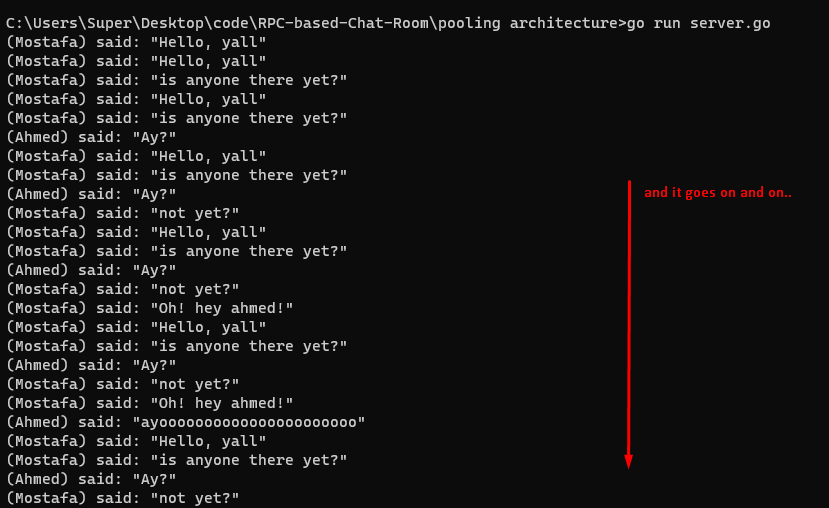 C:\Users\Super\Desktop\code\RPC-based-Chat-Room\pooling architecture>go run server.go
(Mostafa) said: "Hello, yall"
(Mostafa) said: "Hello, yall"
(Mostafa) said: "is anyone there yet?"
(Mostafa) said: "Hello, yall"
(Mostafa) said: "is anyone there yet?"
(Ahmed) said: "Ay?"
(Mostafa) said: "Hello, yall"
(Mostafa) said: "is anyone there yet?"
(Ahmed) said: "Ay?"
and it goes on and on..
(Mostafa) said: "not yet?"
(Mostafa) said: "Hello, yall"
(Mostafa) said: "is anyone there yet?"
(Ahmed) said: "Ay?"
(Mostafa) said: "not yet?"
(Mostafa) said: "Oh! hey ahmed!"
(Mostafa) said: "Hello, yall"
(Mostafa) said: "is anyone there yet?"
(Ahmed) said: "Ay?"
(Mostafa) said: "not yet?"
(Mostafa) said: "Oh! hey ahmed!"
(Ahmed) said: "ayoooooooooooooooooooooo"
(Mostafa) said: "Hello, yall"
(Mostafa) said: "is anyone there yet?"
(Ahmed) said: "Ay?"
(Mostafa) said: "not yet?"